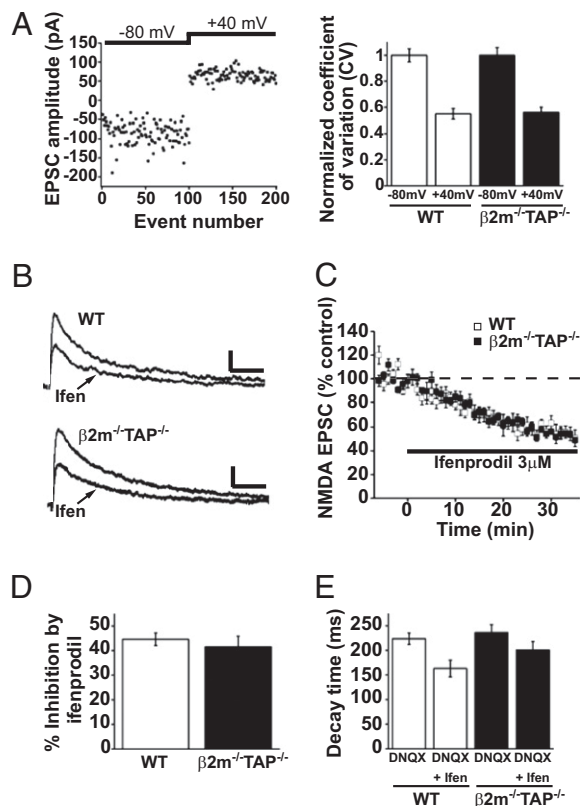 A
-80 mV
+40 mV
EPSC amplitude (pA)
150
100
50
0
-50
-100
-150
-200
0
50
100
150
200
Event number
Normalized coefficient
of variation (CV)
1
0.8
0.6
0.4
0.2
0
-80mV +40mV -80mV +40mV
WT
β2m-/-TAP-/-
B
WT
Ifen
β2m-/-TAP-/-
Ifen
C
NMDA EPSC (% control)
140
120
100
80
60
40
20
0
WT
β2m-/-TAP-/-
Ifenprodil 3μM
0 10 20 30
Time (min)
D
% Inhibition by
ifenprodil
50
40
30
20
10
0
WT
β2m-/-TAP-/-
E
Decay time (ms)
250
200
150
100
50
0
DNQX DNQX DNQX DNQX
+ Ifen + Ifen
WT
β2m-/-TAP-/-